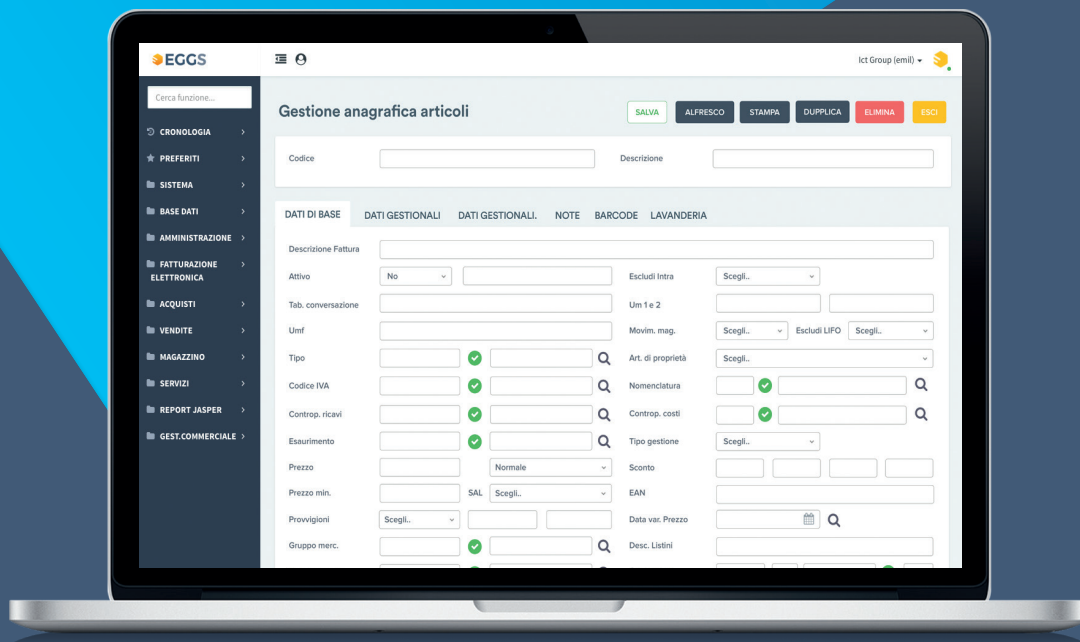 EGGS
Ict Group (emil)
Cerca funzione...
CRONOLOGIA
PREFERITI
SISTEMA
BASE DATI
AMMINISTRAZIONE
FATTURAZIONE
ELETTRONICA
ACQUISTI
VENDITE
MAGAZZINO
SERVIZI
REPORT JASPER
GEST.COMMERCIALE
Gestione anagrafica articoli
SALVA ALFRESCO STAMPA DUPPLICA ELIMINA ESCI
Codice Descrizione
DATI DI BASE DATI GESTIONALI DATI GESTIONALI. NOTE BARCODE LAVANDERIA
Descrizione Fattura
Attivo No Escludi Intra Scegli..
Tab. conversazione Um 1 e 2
Umf Movim. mag. Scegli.. Escludi LIFO Scegli..
Tipo Art. di proprietà Scegli..
Codice IVA Nomenclatura
Controp. ricavi Controp. costi
Esaurimento Tipo gestione Scegli..
Prezzo Normale Sconto
Prezzo min. SAL Scegli.. EAN
Provvigioni Scegli.. Data var. Prezzo
Gruppo merc. Desc. Listini